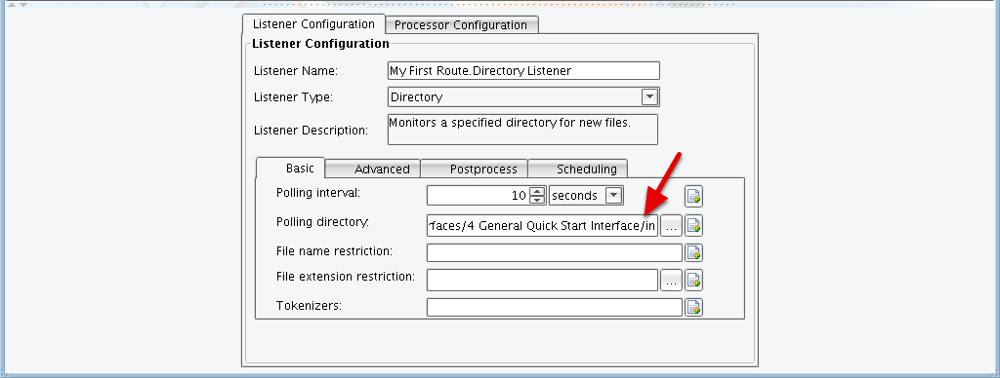 Listener Configuration Processor Configuration
Listener Configuration
Listener Name: My First Route.Directory Listener
Listener Type: Directory
Listener Description: Monitors a specified directory for new files.
Basic Advanced Postprocess Scheduling
Polling interval: 10 seconds
Polling directory: rfaces/4 General Quick Start Interface/in ...
File name restriction:
File extension restriction: ...
Tokenizers: